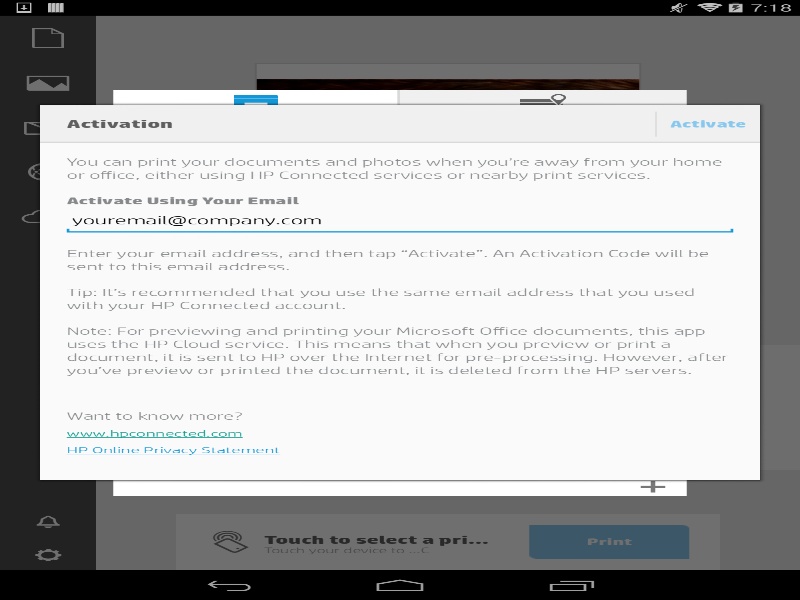 7:18
Activation
Activate
You can print your documents and photos when you're away from your home
or office, either using HP Connected services or nearby print services.
Activate Using Your Email
youremail@company.com
Enter your email address, and then tap “Activate”. An Activation Code will be
sent to this email address.
Tip: It's recommended that you use the same email address that you used
with your HP Connected account.
Note: For previewing and printing your Microsoft Office documents, this app
uses the HP Cloud service. This means that when you preview or print a
document, it is sent to HP over the Internet for pre-processing. However, after
you've preview or printed the document, it is deleted from the HP servers.
Want to know more?
www.hpconnected.com
HP Online Privacy Statement
Touch to select a pri...
Touch your device to ...C
Print